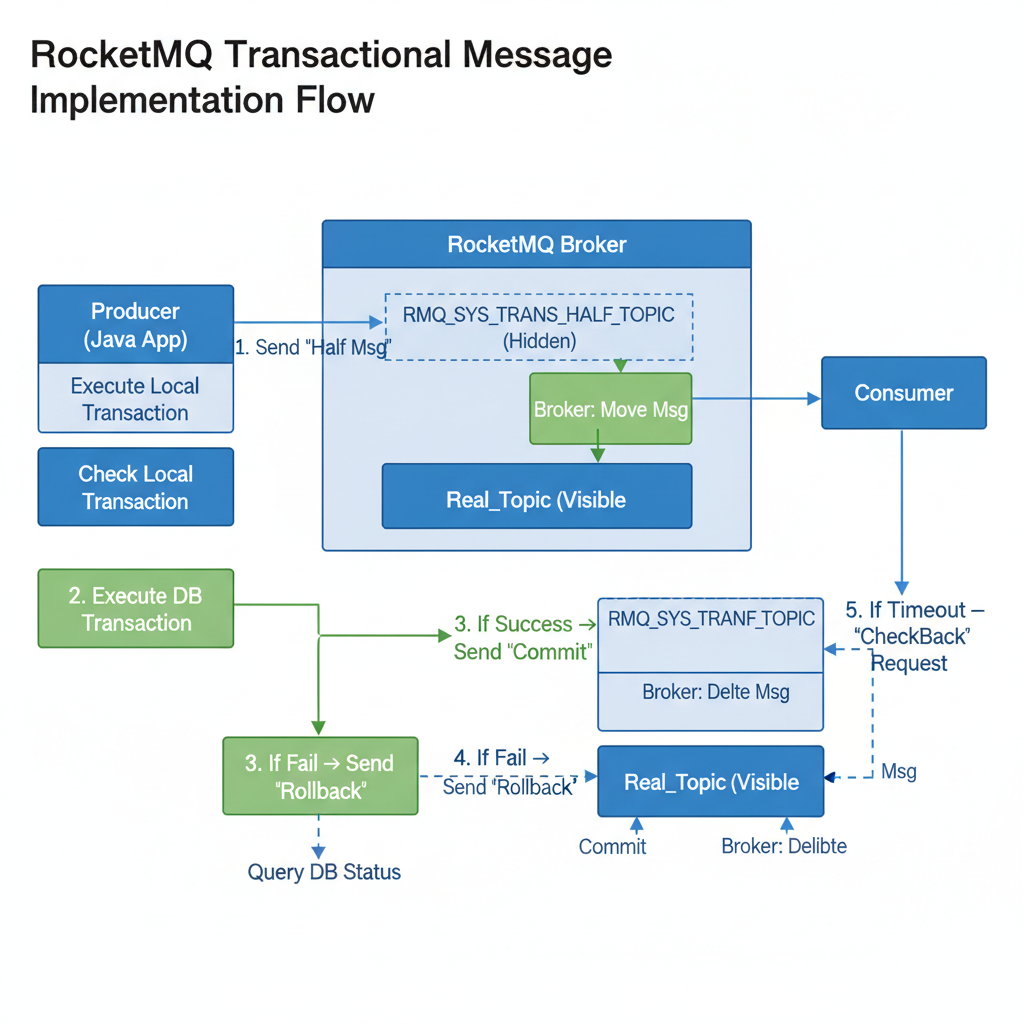 RocketMQ Transactional Message
Implementation Flow
RocketMQ Broker
Producer
(Java App)
Execute Local
Transaction
1. Send "Half Msg"
RMQ_SYS_TRANS_HALF_TOPIC
(Hidden)
Broker: Move Msg
Consumer
Check Local
Transaction
Real_Topic (Visible
2. Execute DB
Transaction
3. If Success →
Send "Commit"
RMQ_SYS_TRANF_TOPIC
Broker: Delte Msg
5. If Timeout –
"CheckBack"
Request
3. If Fail → Send
"Rollback"
4. If Fail →
Send "Rollback'
Real_Topic (Visible
Msg
Commit
Broker: Delibte
Query DB Status